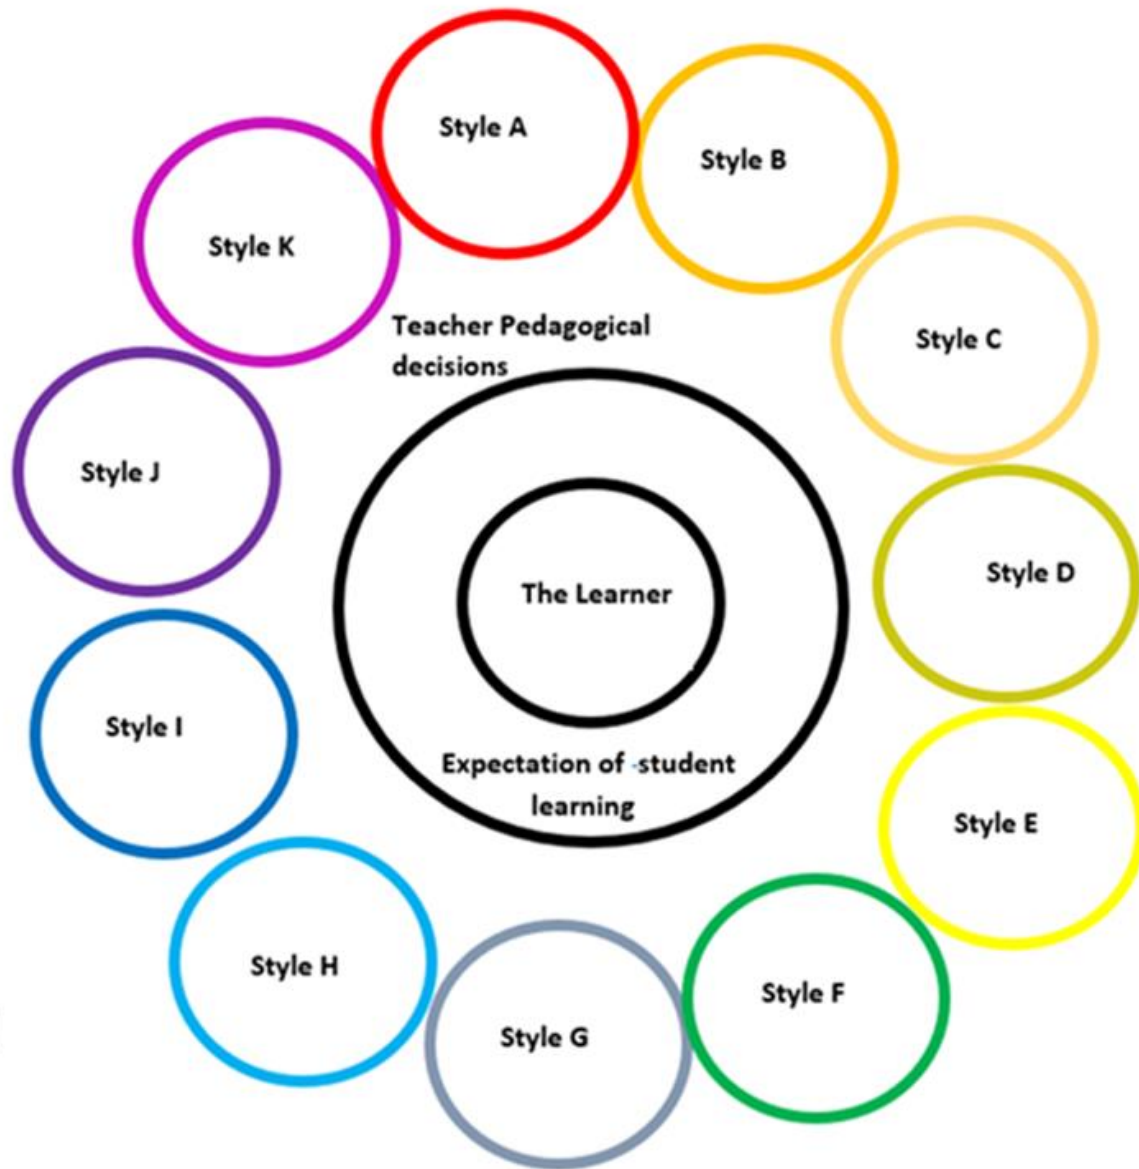 Style A
Style B
Style K
Style C
Teacher Pedagogical
decisions
Style J
Style D
The Learner
Style I
Expectation of -student
learning
Style E
Style H
Style F
Style G